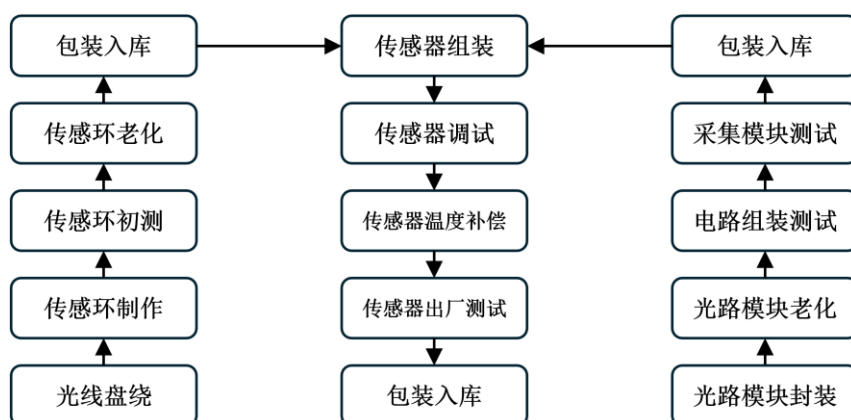 包装入库
传感器组装
包装入库
传感环老化
传感器调试
采集模块测试
传感环初测
传感器温度补偿
电路组装测试
传感环制作
传感器出厂测试
光路模块老化
光线盘绕
包装入库
光路模块封装